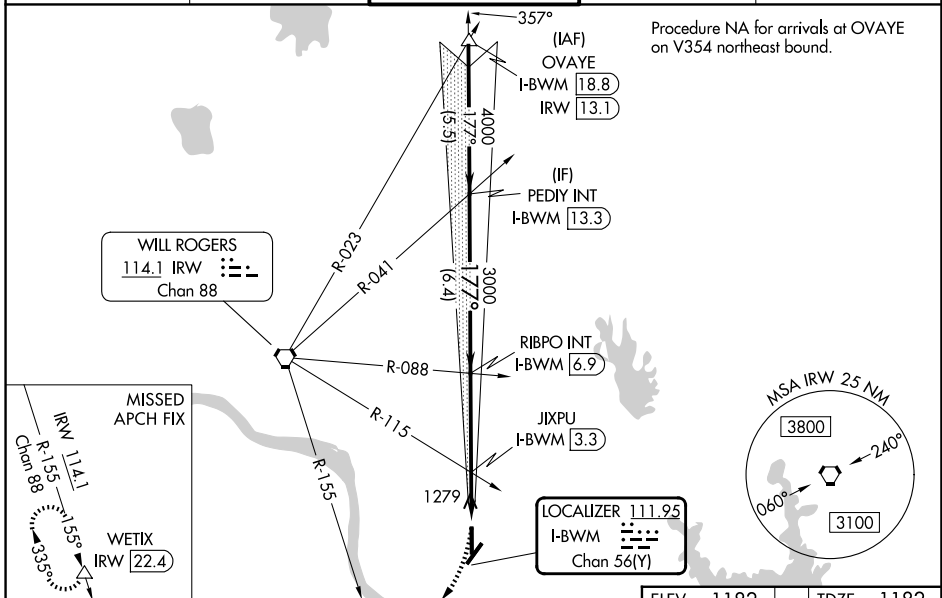 357°
Procedure NA for arrivals at OVAYE
on V354 northeast bound.
(IAF)
OVAYE
I-BWM 18.8
IRW 13.1
4000
177°
(5.5)
(IF)
PEDIY INT
I-BWM 13.3
R-023
R-041
WILL ROGERS
114.1 IRW
Chan 88
3000
177°
(6.4)
RIBPO INT
I-BWM 6.9
R-088
R-115
R-155
JIXPU
I-BWM 3.3
1279
MSA IRW 25 NM
3800
240°
060°
3100
MISSED
APCH FIX
IRW 114.1
R-155
Chan 88
155°
335°
WETIX
IRW 22.4
LOCALIZER 111.95
I-BWM
Chan 56(Y)
ELEV 1182
TDZE 1182